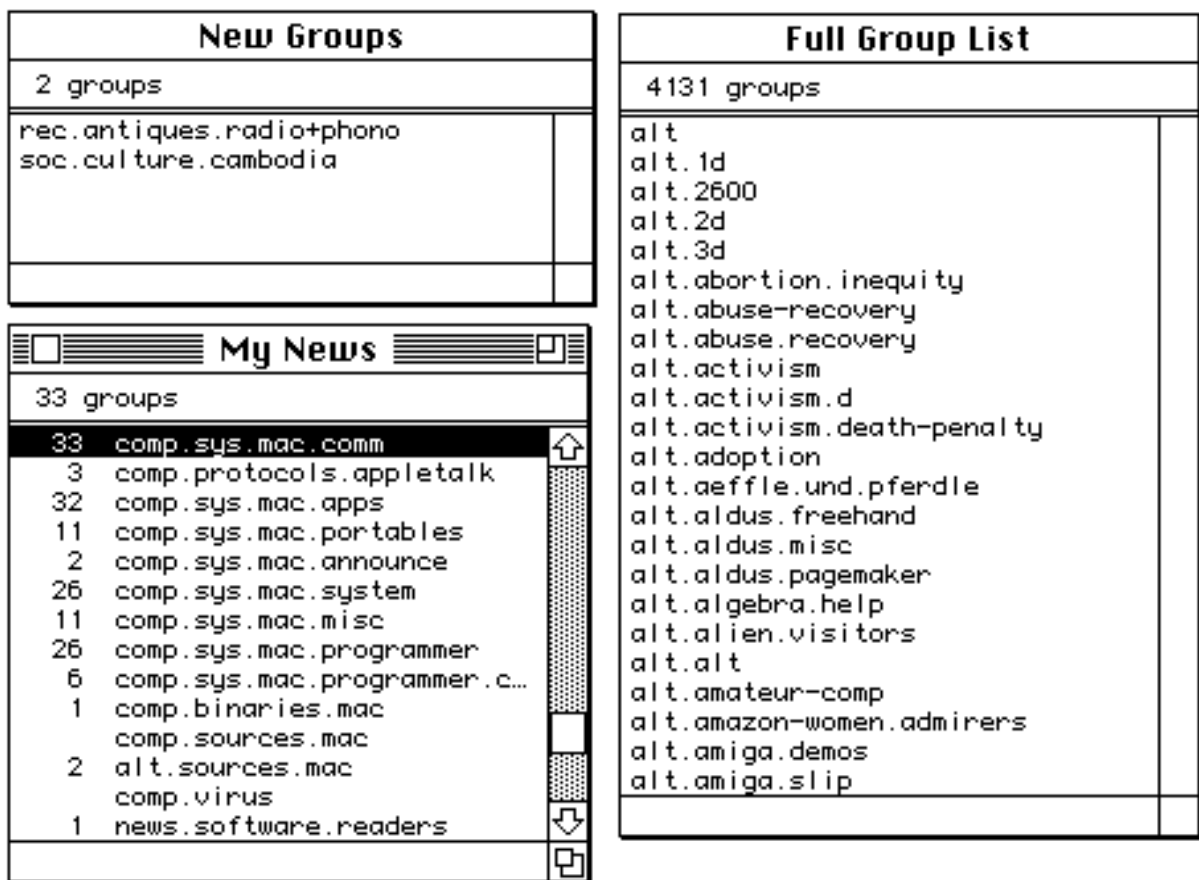 New Groups
2 groups
rec.antiques.radio+phono
soc.culture.cambodia
My News
33 groups
33 comp.sys.mac.comm
3 comp.protocols.appletalk
32 comp.sys.mac.apps
11 comp.sys.mac.portables
2 comp.sys.mac.announce
26 comp.sys.mac.system
11 comp.sys.mac.misc
26 comp.sys.mac.programmer
6 comp.sys.mac.programmer.c…
1 comp.binaries.mac
comp.sources.mac
2 alt.sources.mac
comp.virus
1 news.software.readers
Full Group List
4131 groups
alt
alt.1d
alt.2600
alt.2d
alt.3d
alt.abortion.inequity
alt.abuse-recovery
alt.abuse.recovery
alt.activism
alt.activism.d
alt.activism.death-penalty
alt.adoption
alt.aeffle.und.pferdle
alt.aldus.freehand
alt.aldus.misc
alt.aldus.pagemaker
alt.algebra.help
alt.alien.visitors
alt.alt
alt.amateur-comp
alt.amazon-women.admirers
alt.amiga.demos
alt.amiga.slip